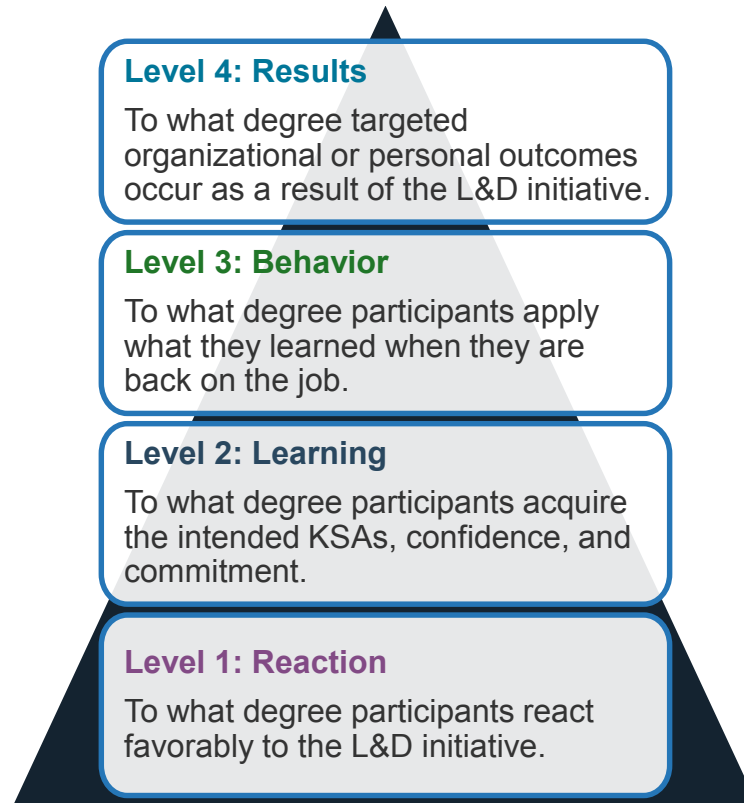 Level 4: Results
To what degree targeted
organizational or personal outcomes
occur as a result of the L&D initiative.
Level 3: Behavior
To what degree participants apply
what they learned when they are
back on the job.
Level 2: Learning
To what degree participants acquire
the intended KSAs, confidence, and
commitment.
Level 1: Reaction
To what degree participants react
favorably to the L&D initiative.